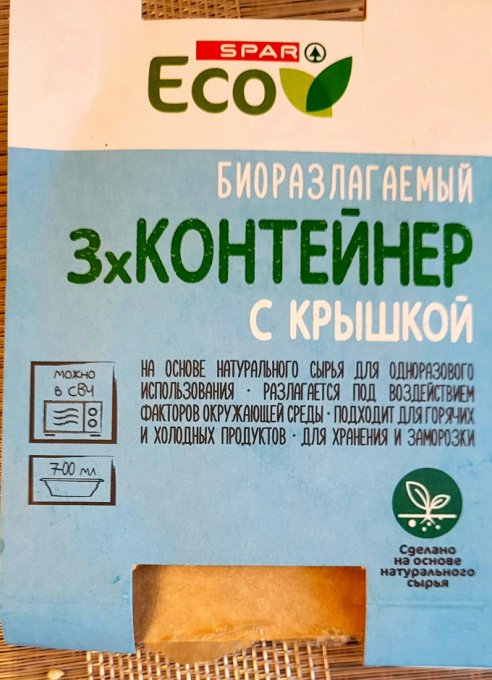 SPAR
Eco
БИОРАЗЛАГАЕМЫЙ
3хКОНТЕЙНЕР
С КРЫШКОЙ
можно
в СВЧ
НА ОСНОВЕ НАТУРАЛЬНОГО СЫРЬЯ ДЛЯ ОДНОРАЗОВОГО
ИСПОЛЬЗОВАНИЯ · РАЗЛАГАЕТСЯ ПОД ВОЗДЕЙСТВИЕМ
ФАКТОРОВ ОКРУЖАЮЩЕЙ СРЕДЫ · ПОДХОДИТ ДЛЯ ГОРЯЧИХ
И ХОЛОДНЫХ ПРОДУКТОВ · ДЛЯ ХРАНЕНИЯ И ЗАМОРОЗКИ
700 мл
Сделано
на основе
натурального
сырья